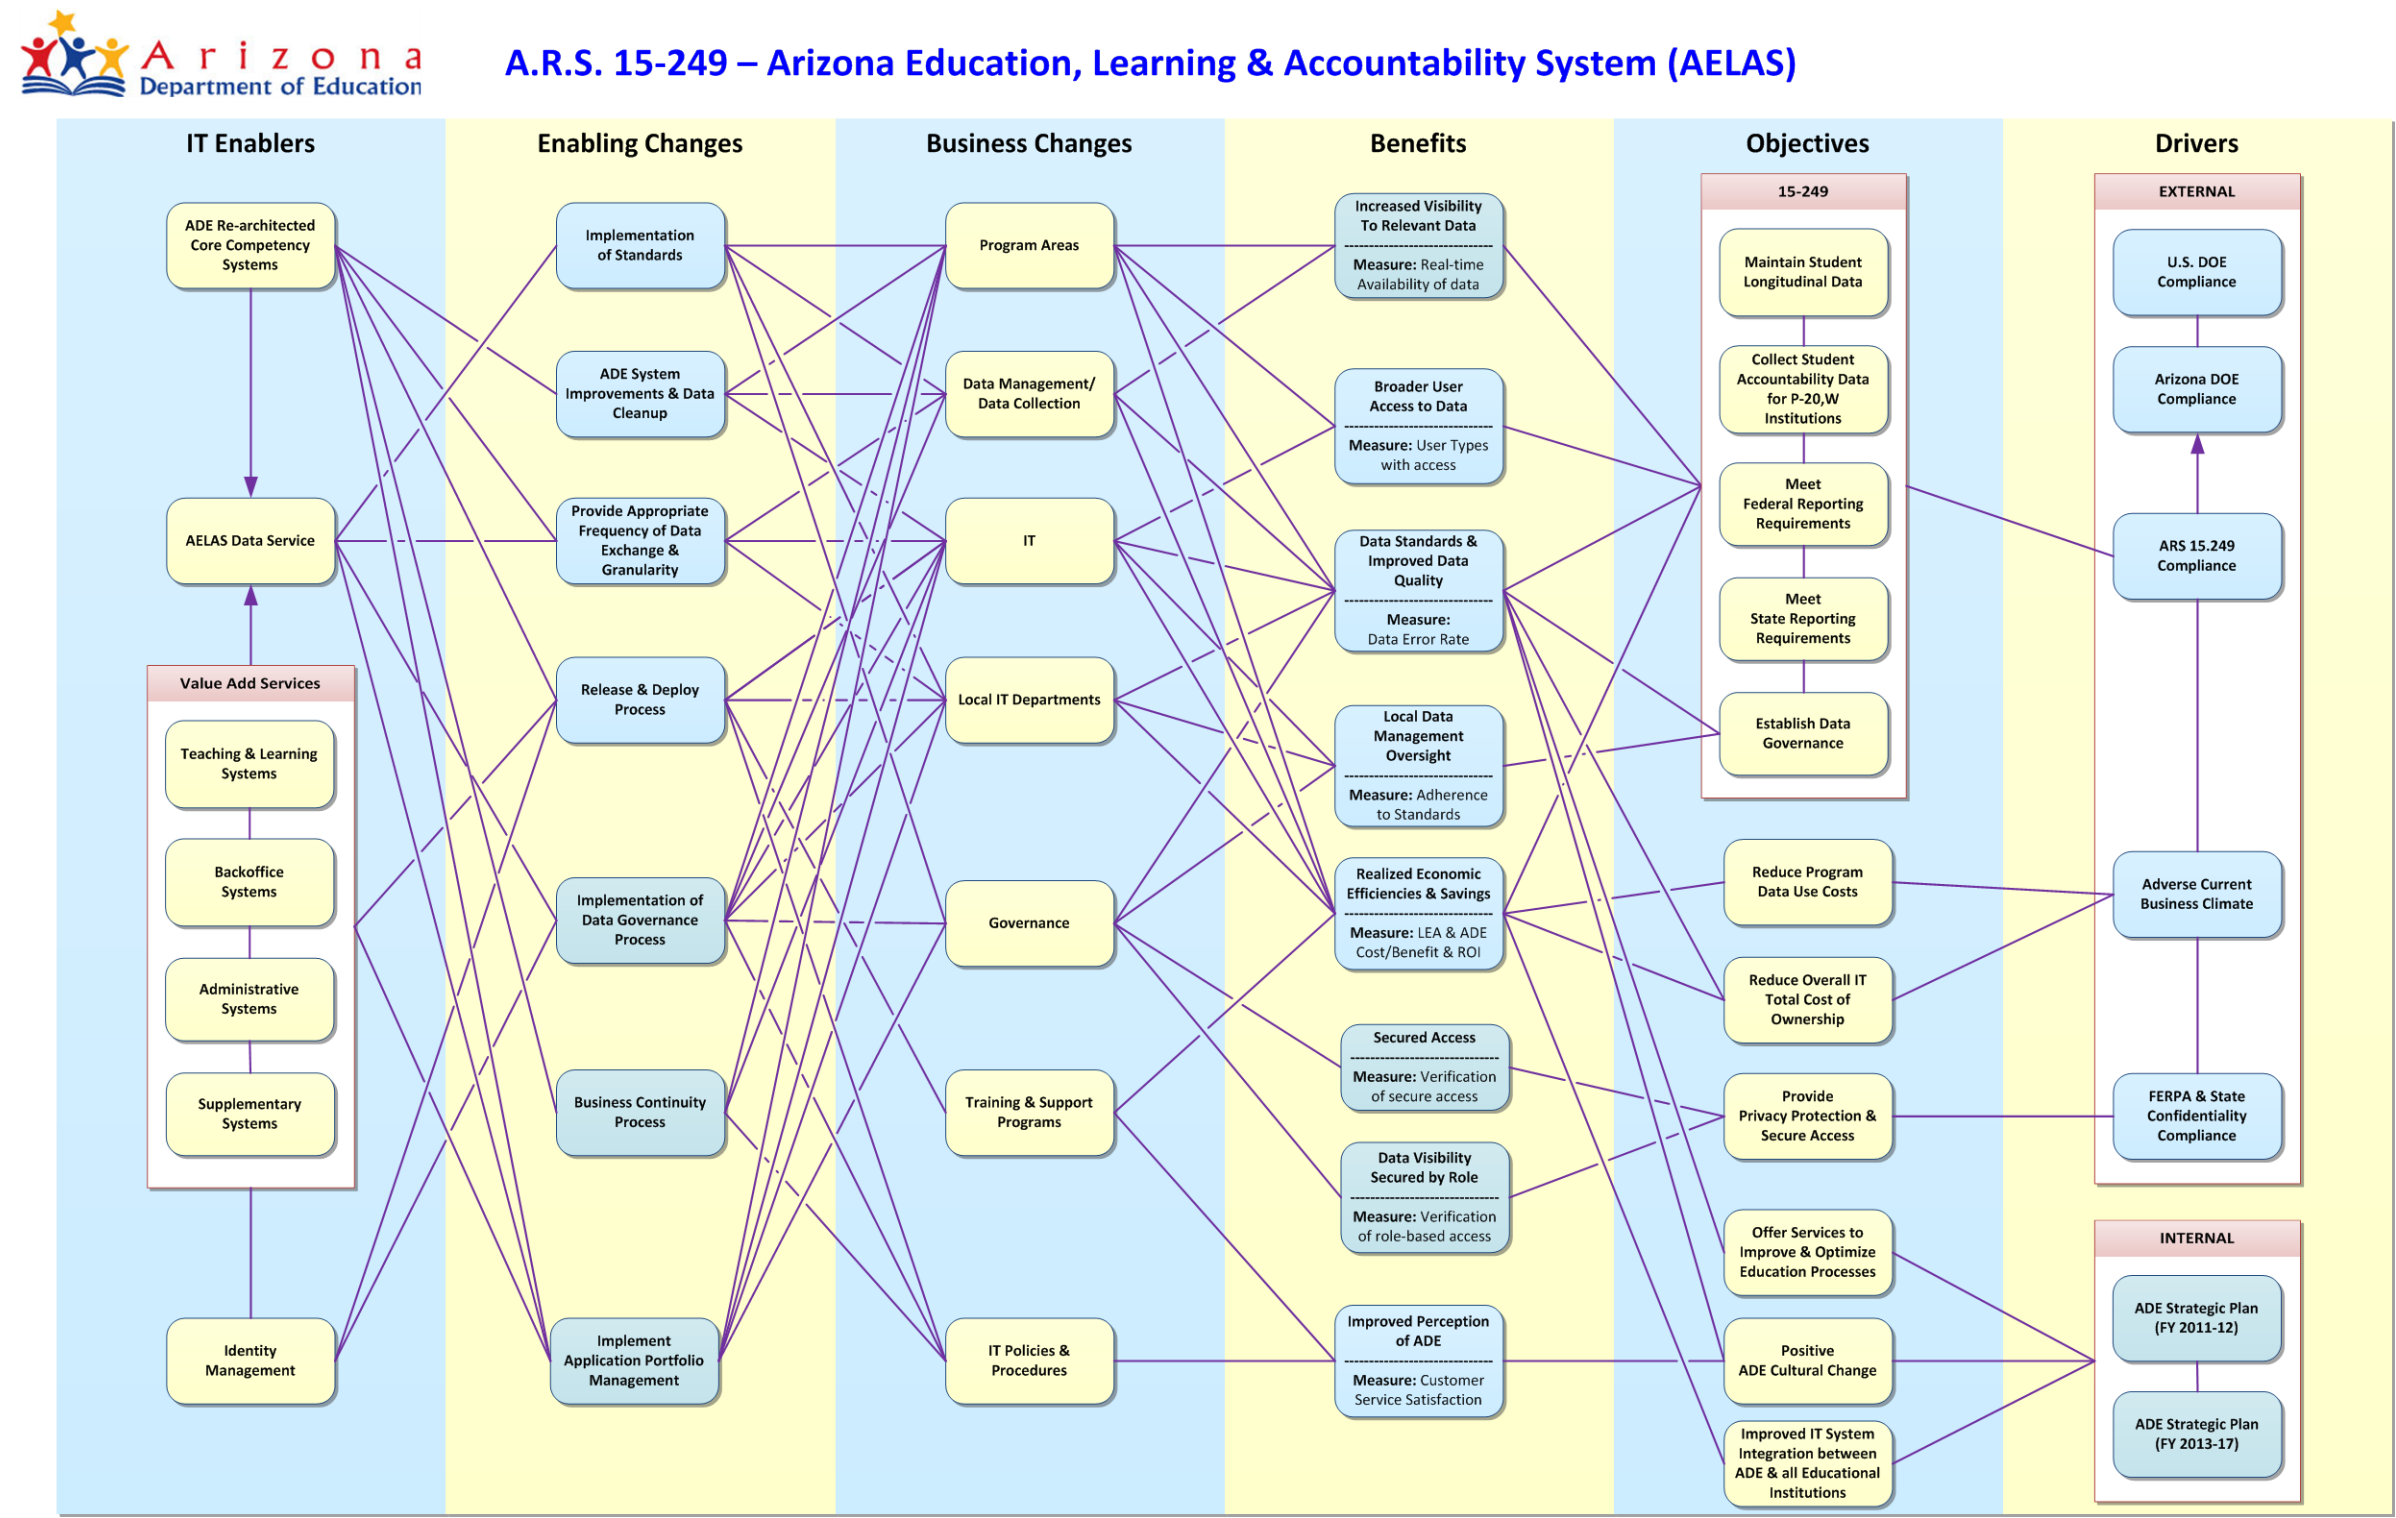 Arizona
Department of Education
A.R.S. 15-249 – Arizona Education, Learning & Accountability System (AELAS)
IT Enablers
ADE Re-architected
Core Competency
Systems
AELAS Data Service
Value Add Services
Teaching & Learning
Systems
Backoffice
Systems
Administrative
Systems
Supplementary
Systems
Identity
Management
Enabling Changes
Implementation
of Standards
ADE System
Improvements & Data
Cleanup
Provide Appropriate
Frequency of Data
Exchange &
Granularity
Release & Deploy
Process
Implementation of
Data Governance
Process
Business Continuity
Process
Implement
Application Portfolio
Management
Business Changes
Program Areas
Data Management/
Data Collection
IT
Local IT Departments
Governance
Training & Support
Programs
IT Policies &
Procedures
Benefits
Increased Visibility
To Relevant Data
--------------------------------
Measure: Real-time
Availability of data
Broader User
Access to Data
--------------------------------
Measure: User Types
with access
Data Standards &
Improved Data
Quality
--------------------------------
Measure:
Data Error Rate
Local Data
Management
Oversight
--------------------------------
Measure: Adherence
to Standards
Realized Economic
Efficiencies & Savings
--------------------------------
Measure: LEA & ADE
Cost/Benefit & ROI
Secured Access
--------------------------------
Measure: Verification
of secure access
Data Visibility
Secured by Role
--------------------------------
Measure: Verification
of role-based access
Improved Perception
of ADE
--------------------------------
Measure: Customer
Service Satisfaction
Objectives
15-249
Maintain Student
Longitudinal Data
Collect Student
Accountability Data
for P-20,W
Institutions
Meet
Federal Reporting
Requirements
Meet
State Reporting
Requirements
Establish Data
Governance
Reduce Program
Data Use Costs
Reduce Overall IT
Total Cost of
Ownership
Provide
Privacy Protection &
Secure Access
Offer Services to
Improve & Optimize
Education Processes
Positive
ADE Cultural Change
Improved IT System
Integration between
ADE & all Educational
Institutions
Drivers
EXTERNAL
U.S. DOE
Compliance
Arizona DOE
Compliance
ARS 15.249
Compliance
Adverse Current
Business Climate
FERPA & State
Confidentiality
Compliance
INTERNAL
ADE Strategic Plan
(FY 2011-12)
ADE Strategic Plan
(FY 2013-17)